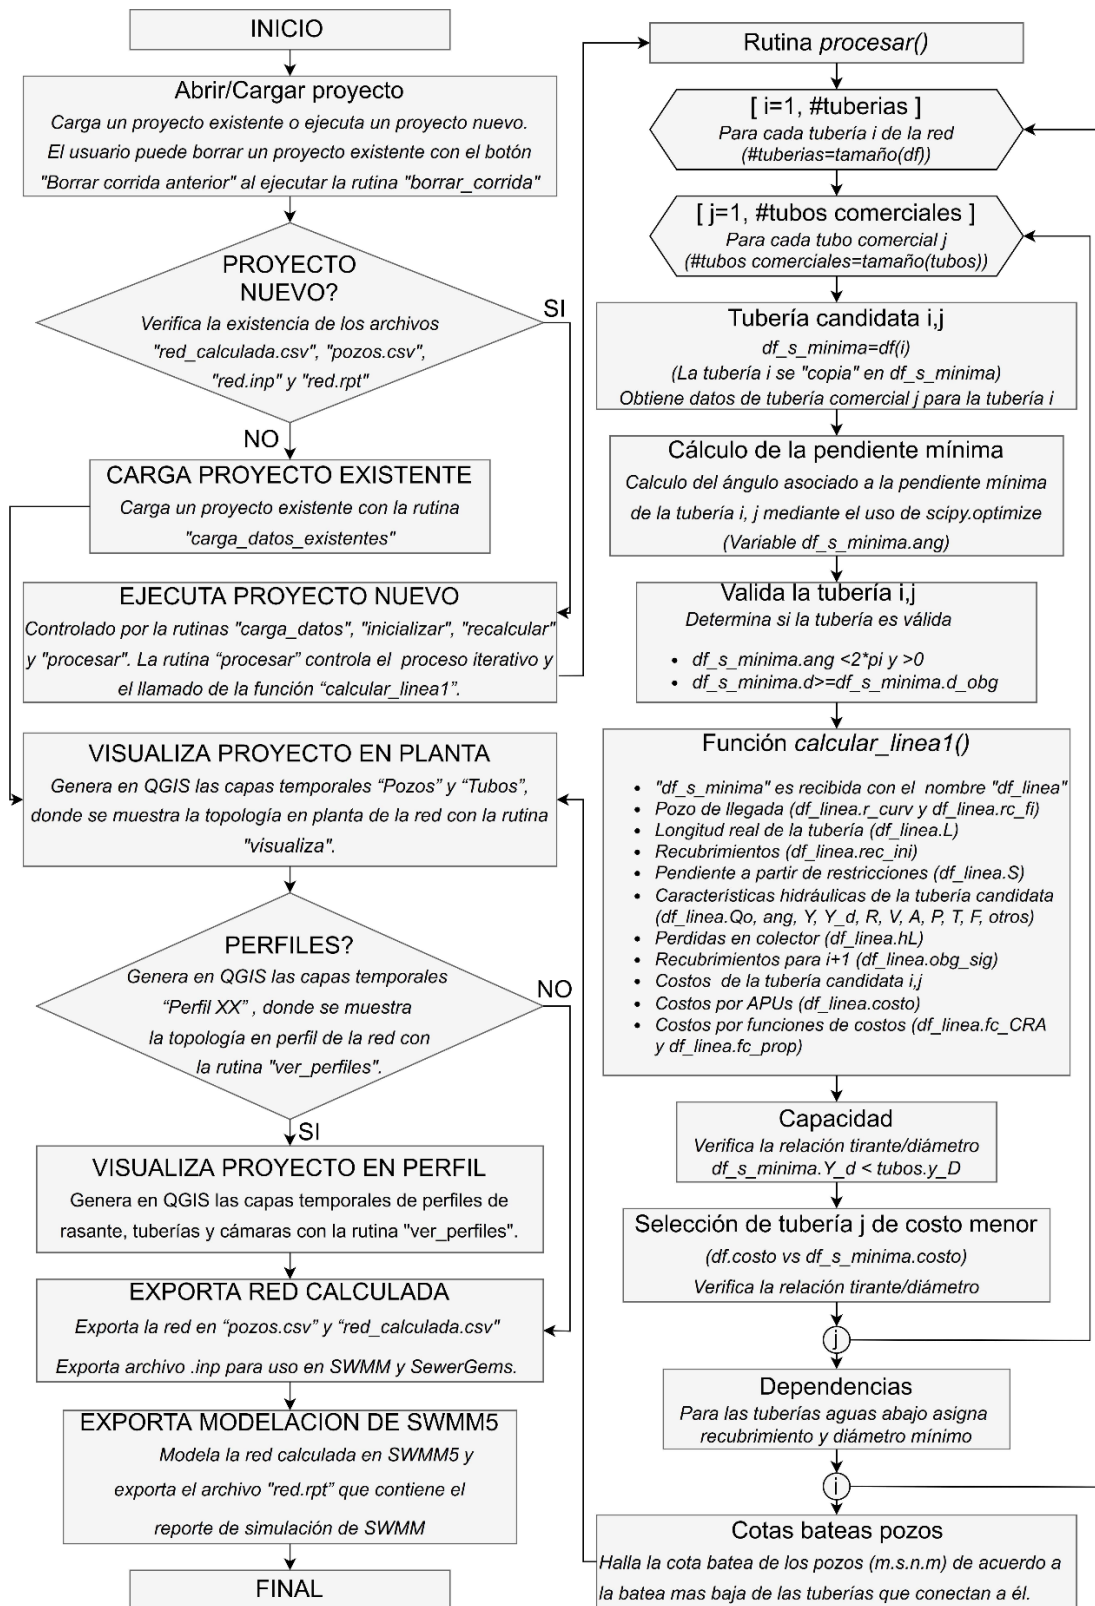 INICIO
Abrir/Cargar proyecto
Carga un proyecto existente o ejecuta un proyecto nuevo.
El usuario puede borrar un proyecto existente con el botón
"Borrar corrida anterior" al ejecutar la rutina "borrar_corrida"
PROYECTO
NUEVO?
Verifica la existencia de los archivos
"red_calculada.csv", "pozos.csv",
"red.inp" y "red.rpt"
SI
NO
CARGA PROYECTO EXISTENTE
Carga un proyecto existente con la rutina
"carga_datos_existentes"
EJECUTA PROYECTO NUEVO
Controlado por la rutinas "carga_datos", "inicializar", "recalcular"
y "procesar". La rutina “procesar” controla el proceso iterativo y
el llamado de la función “calcular_linea1”.
VISUALIZA PROYECTO EN PLANTA
Genera en QGIS las capas temporales “Pozos” y “Tubos”,
donde se muestra la topología en planta de la red con la rutina
"visualiza".
PERFILES?
Genera en QGIS las capas temporales
“Perfil XX” , donde se muestra
la topología en perfil de la red con
la rutina "ver_perfiles".
NO
SI
VISUALIZA PROYECTO EN PERFIL
Genera en QGIS las capas temporales de perfiles de
rasante, tuberías y cámaras con la rutina "ver_perfiles".
EXPORTA RED CALCULADA
Exporta la red en “pozos.csv” y “red_calculada.csv"
Exporta archivo .inp para uso en SWMM y SewerGems.
EXPORTA MODELACION DE SWMM5
Modela la red calculada en SWMM5 y
exporta el archivo "red.rpt” que contiene el
reporte de simulación de SWMM
FINAL
Rutina procesar()
[ i=1, #tuberias ]
Para cada tubería i de la red
(#tuberias=tamaño(df))
[ j=1, #tubos comerciales ]
Para cada tubo comercial j
(#tubos comerciales=tamaño(tubos))
Tubería candidata i,j
df_s_minima=df(i)
(La tubería i se "copia" en df_s_minima)
Obtiene datos de tubería comercial j para la tubería i
Cálculo de la pendiente mínima
Calculo del ángulo asociado a la pendiente mínima
de la tubería i, j mediante el uso de scipy.optimize
(Variable df_s_minima.ang)
Valida la tubería i,j
Determina si la tubería es válida
• df_s_minima.ang <2*pi y >0
• df_s_minima.d>=df_s_minima.d_obg
Función calcular_linea1()
• "df_s_minima" es recibida con el nombre "df_linea"
• Pozo de llegada (df_linea.r_curv y df_linea.rc_fi)
• Longitud real de la tubería (df_linea.L)
• Recubrimientos (df_linea.rec_ini)
• Pendiente a partir de restricciones (df_linea.S)
• Características hidráulicas de la tubería candidata
(df_linea.Qo, ang, Y, Y_d, R, V, A, P, T, F, otros)
• Perdidas en colector (df_linea.hL)
• Recubrimientos para i+1 (df_linea.obg_sig)
• Costos de la tubería candidata i,j
• Costos por APUs (df_linea.costo)
• Costos por funciones de costos (df_linea.fc_CRA
y df_linea.fc_prop)
Capacidad
Verifica la relación tirante/diámetro
df_s_minima.Y_d < tubos.y_D
Selección de tubería j de costo menor
(df.costo vs df_s_minima.costo)
Verifica la relación tirante/diámetro
j
Dependencias
Para las tuberías aguas abajo asigna
recubrimiento y diámetro mínimo
i
Cotas bateas pozos
Halla la cota batea de los pozos (m.s.n.m) de acuerdo a
la batea mas baja de las tuberías que conectan a él.